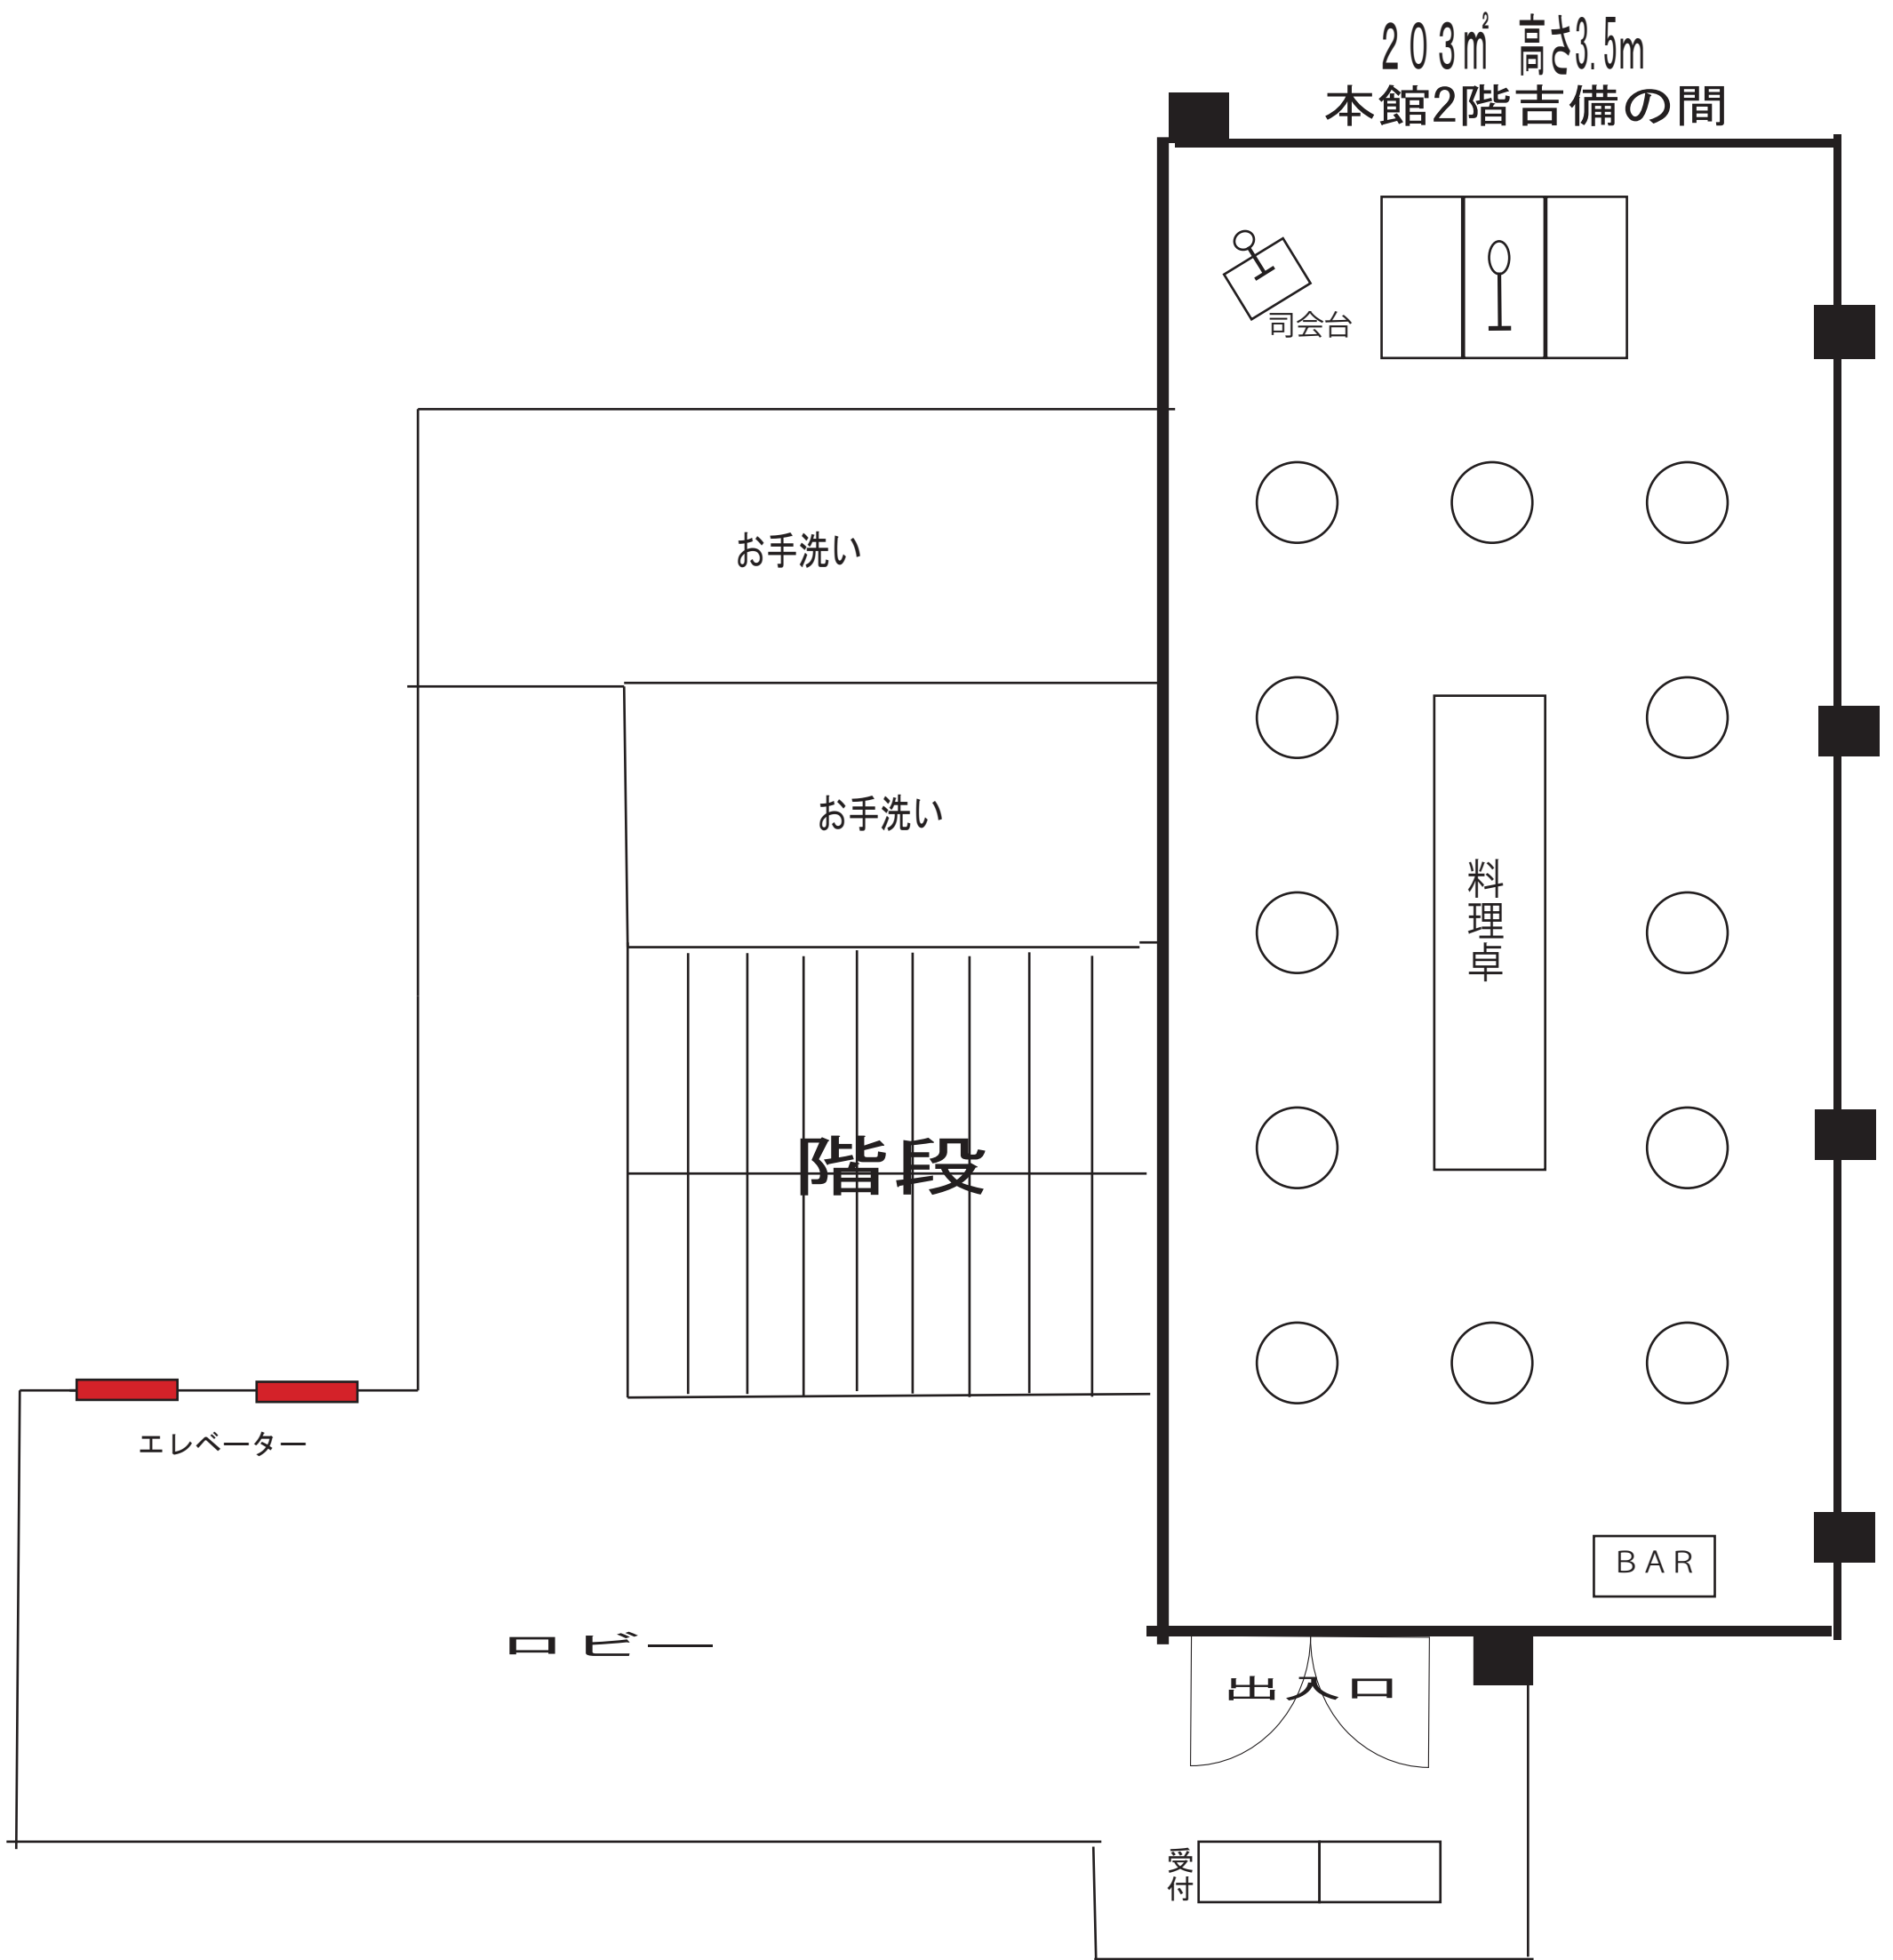 203㎡ 高さ3.5m
本館2階吉備の間
司会台
お手洗い
お手洗い
料理卓
階段
エレベーター
BAR
ロビー
出入口
受付